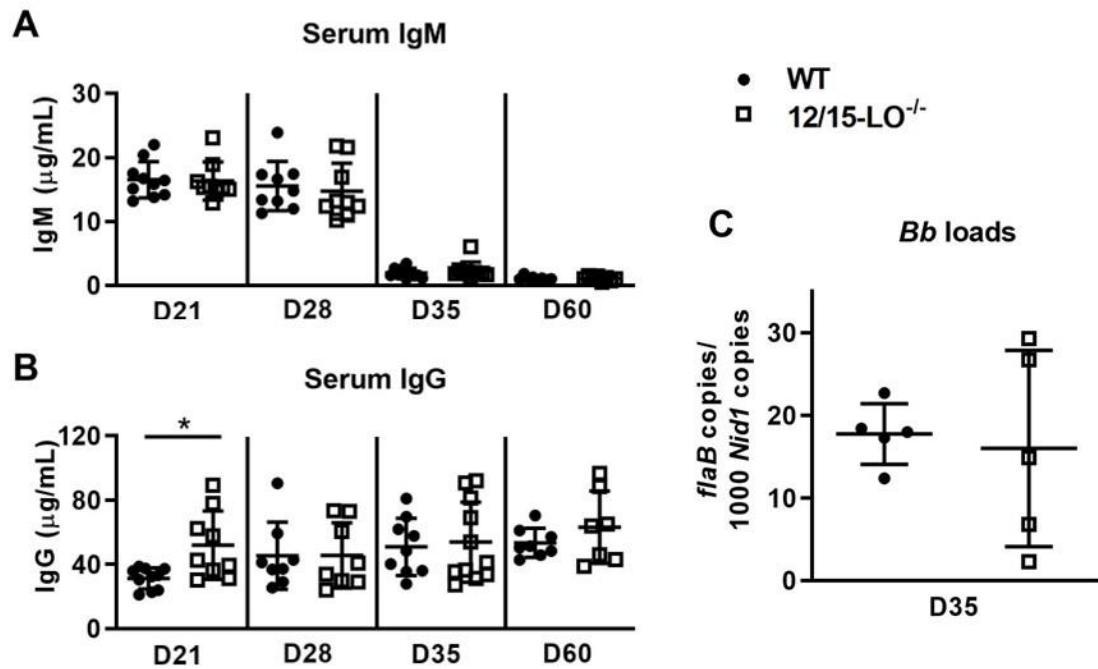 A
Serum IgM
IgM (µg/mL)
30
20
10
0
D21 D28 D35 D60
WT
12/15-LO-/-
B
Serum IgG
IgG (µg/mL)
120
80
40
0
*
D21 D28 D35 D60
C
Bb loads
flaB copies/
1000 Nid1 copies
30
20
10
0
D35